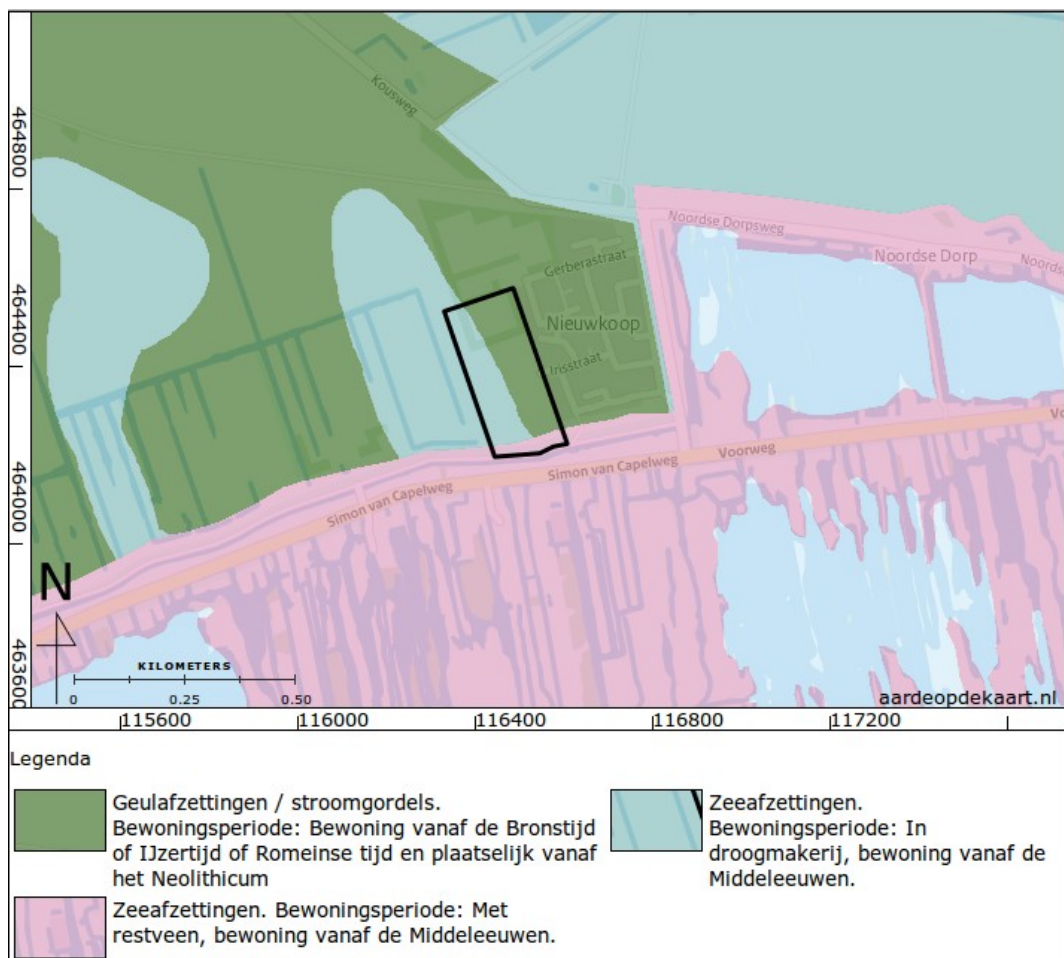 Kousweg
464800
Noordse Dorpsweg
Noordse Dorp
Noords
Gerberastraat
464400
Nieuwkoop
Irisstraat
Voorweg
Vo
Simon van Capelweg
Simon van Capelweg
464000
N
KILOMETERS
0 0.25 0.50
463600
aardeopdekaart.nl
115600 116000 116400 116800 117200
Legenda
Geulafzettingen / stroomgordels.
Bewoningsperiode: Bewoning vanaf de Bronstijd
of IJzertijd of Romeinse tijd en plaatselijk vanaf
het Neolithicum
Zeeafzettingen.
Bewoningsperiode: In
droogmakerij, bewoning vanaf de
Middeleeuwen.
Zeeafzettingen. Bewoningsperiode: Met
restveen, bewoning vanaf de Middeleeuwen.